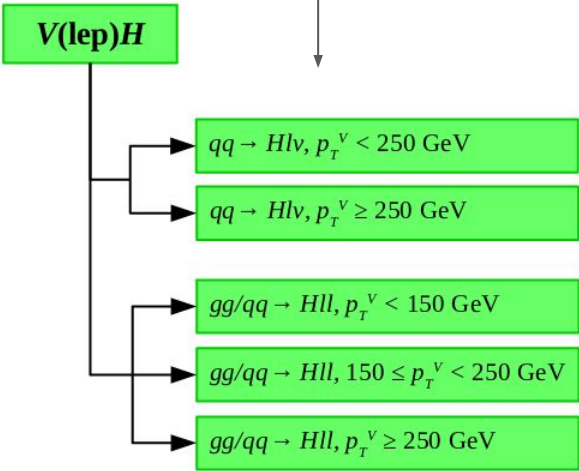 V(lep)H
qq → Hlν, p_T^V < 250 GeV
qq → Hlν, p_T^V ≥ 250 GeV
gg/qq → Hll, p_T^V < 150 GeV
gg/qq → Hll, 150 ≤ p_T^V < 250 GeV
gg/qq → Hll, p_T^V ≥ 250 GeV